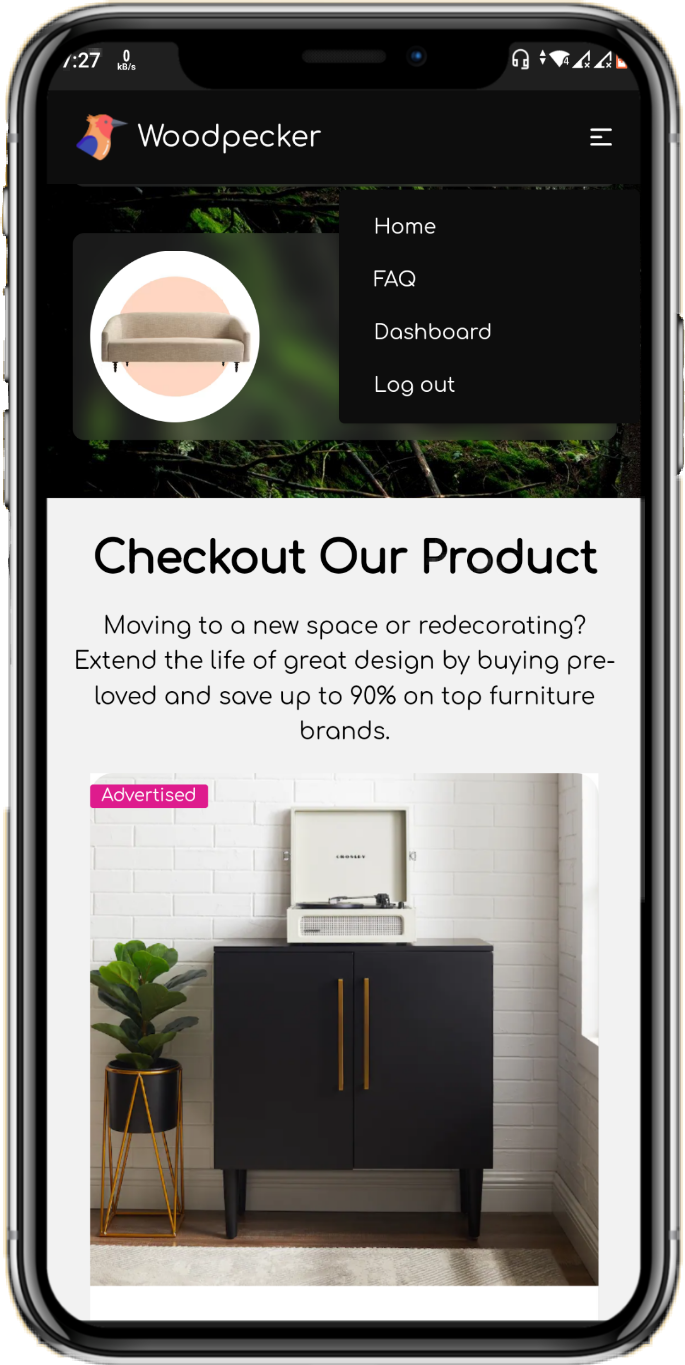 7:27
0
kB/s
4
Woodpecker
Home
FAQ
Dashboard
Log out
Checkout Our Product
Moving to a new space or redecorating?
Extend the life of great design by buying pre-
loved and save up to 90% on top furniture
brands.
Advertised
CROSLEY